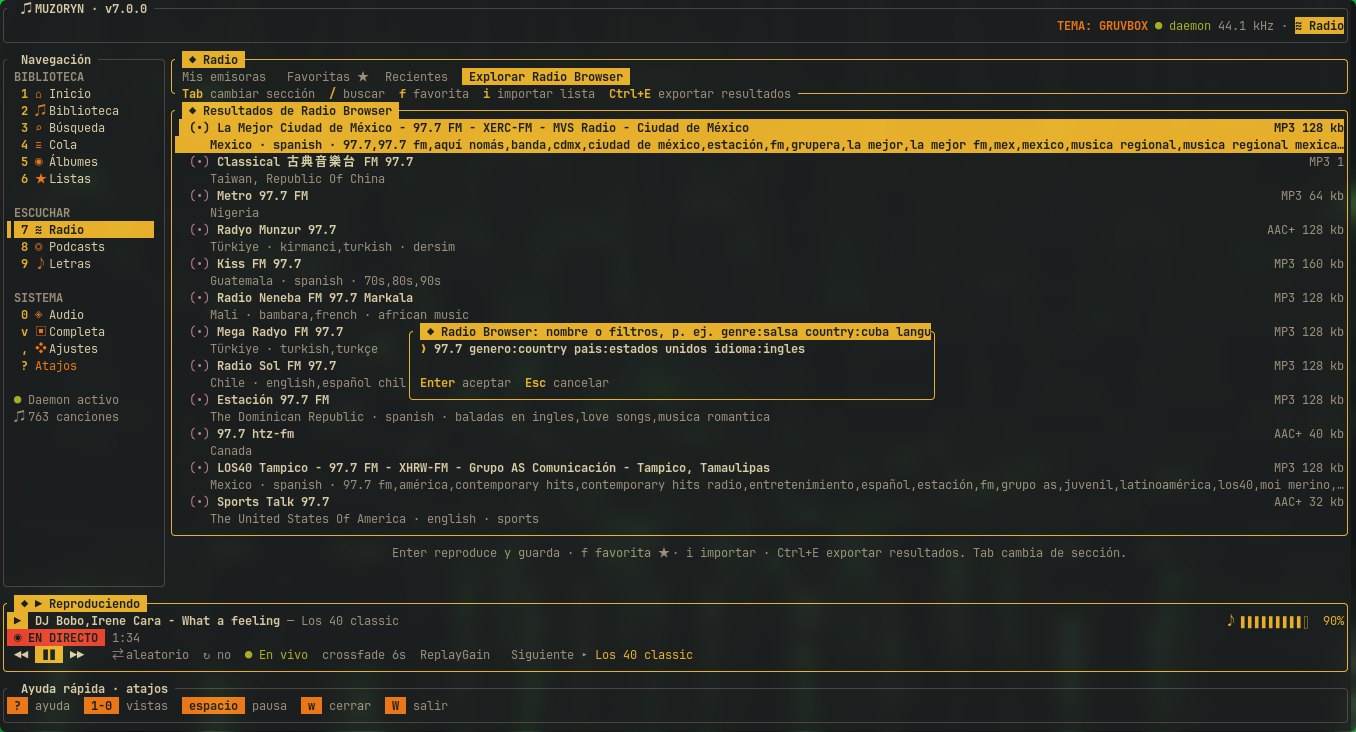 MUZORYN · v7.0.0
TEMA: GRUVBOX ● daemon 44.1 kHz · ≋ Radio
Navegación
BIBLIOTECA
1 ⌂ Inicio
2 ♫ Biblioteca
3 ⌕ Búsqueda
4 ≡ Cola
5 ◉ Álbumes
6 ★ Listas
ESCUCHAR
7 ≋ Radio
8 Podcasts
9 ♪ Letras
SISTEMA
0 ◈ Audio
v ▣ Completa
, ❖ Ajustes
? Atajos
● Daemon activo
♫ 763 canciones
◆ Radio
Mis emisoras Favoritas ★ Recientes Explorar Radio Browser
Tab cambiar sección / buscar f favorita i importar lista Ctrl+E exportar resultados
◆ Resultados de Radio Browser
(•) La Mejor Ciudad de México - 97.7 FM - XERC-FM - MVS Radio - Ciudad de México MP3 128 kb
Mexico · spanish · 97.7,97.7 fm,aquí nomás,banda,cdmx,ciudad de méxico,estación,fm,grupera,la mejor,la mejor fm,mex,mexico,musica regional,musica regional mexica…
(•) Classical 古典音樂台 FM 97.7 MP3 1
Taiwan, Republic Of China
(•) Metro 97.7 FM MP3 64 kb
Nigeria
(•) Radyo Munzur 97.7 AAC+ 128 kb
Türkiye · kirmanci,turkish · dersim
(•) Kiss FM 97.7 MP3 160 kb
Guatemala · spanish · 70s,80s,90s
(•) Radio Neneba FM 97.7 Markala MP3 128 kb
Mali · bambara,french · african music
(•) Mega Radyo FM 97.7 MP3 128 kb
Türkiye · turkish,turkçe
(•) Radio Sol FM 97.7 MP3 128 kb
Chile · english,español chil
◆ Radio Browser: nombre o filtros, p. ej. genre:salsa country:cuba langu
❫ 97.7 genero:country pais:estados unidos idioma:ingles
Enter aceptar Esc cancelar
(•) Estación 97.7 FM MP3 128 kb
The Dominican Republic · spanish · baladas en ingles,love songs,musica romantica
(•) 97.7 htz-fm AAC+ 40 kb
Canada
(•) LOS40 Tampico - 97.7 FM - XHRW-FM - Grupo AS Comunicación - Tampico, Tamaulipas MP3 128 kb
Mexico · spanish · 97.7 fm,américa,contemporary hits,contemporary hits radio,entretenimiento,español,estación,fm,grupo as,juvenil,latinoamérica,los40,moi merino,…
(•) Sports Talk 97.7 AAC+ 32 kb
The United States Of America · english · sports
Enter reproduce y guarda · f favorita ★ · i importar · Ctrl+E exportar resultados. Tab cambia de sección.
◆ ▶ Reproduciendo
▶ DJ Bobo,Irene Cara - What a feeling — Los 40 classic ♪ 90%
◉ EN DIRECTO 1:34
⇄ aleatorio ↻ no ● En vivo crossfade 6s ReplayGain Siguiente ▸ Los 40 classic
Ayuda rápida · atajos
? ayuda 1-0 vistas espacio pausa w cerrar W salir